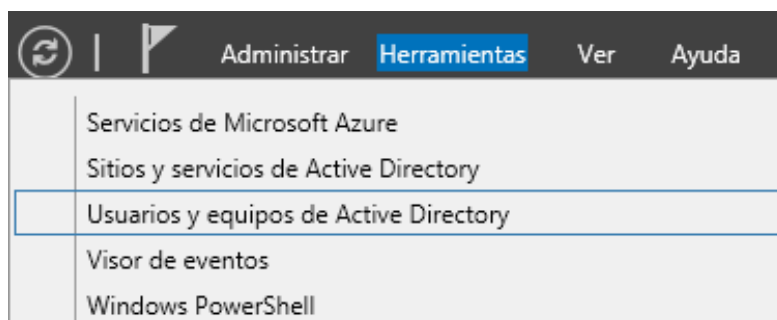 Administrar Herramientas Ver Ayuda
Servicios de Microsoft Azure
Sitios y servicios de Active Directory
Usuarios y equipos de Active Directory
Visor de eventos
Windows PowerShell